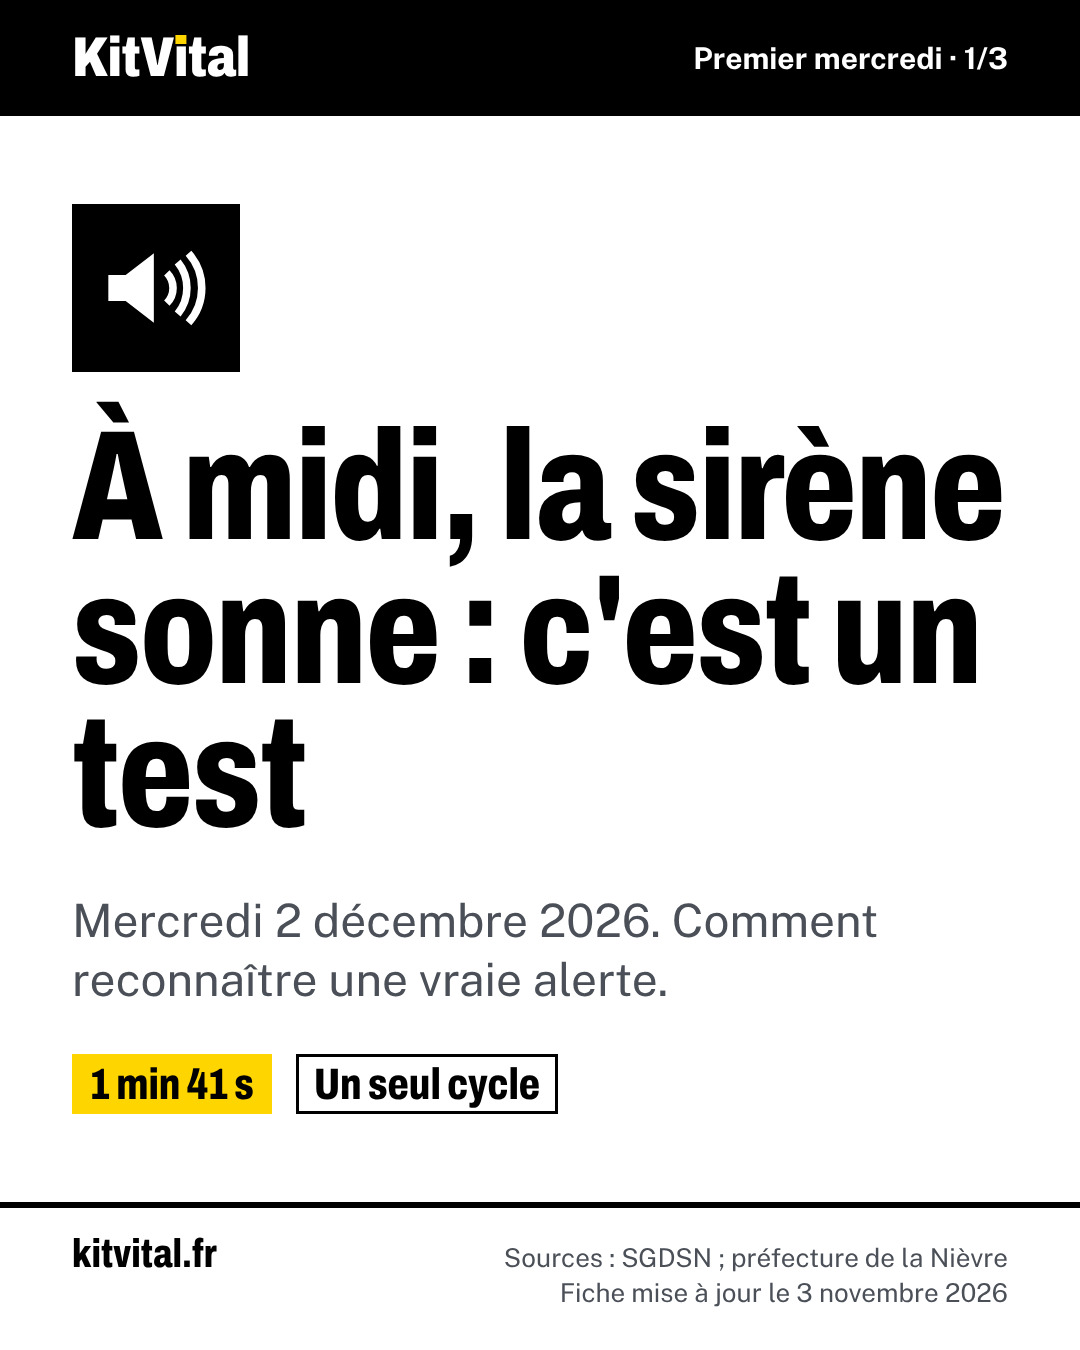 KitVital
Premier mercredi · 1/3
À midi, la sirène
sonne : c'est un
test
Mercredi 2 décembre 2026. Comment
reconnaître une vraie alerte.
1 min 41 s
Un seul cycle
kitvital.fr
Sources : SGDSN ; préfecture de la Nièvre
Fiche mise à jour le 3 novembre 2026